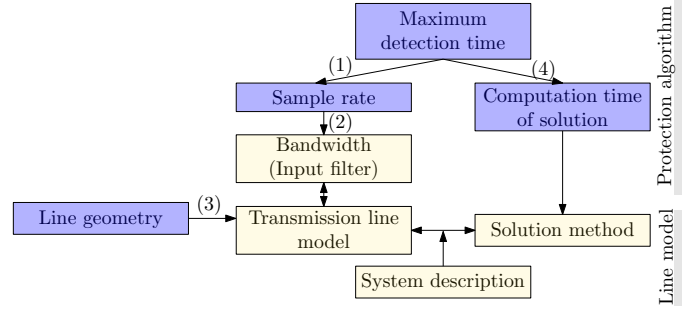 Maximum
detection time
(1)
(4)
Sample rate
Computation time
of solution
(2)
Bandwidth
(Input filter)
(3)
Line geometry
Transmission line
model
Solution method
System description
Protection algorithm
Line model